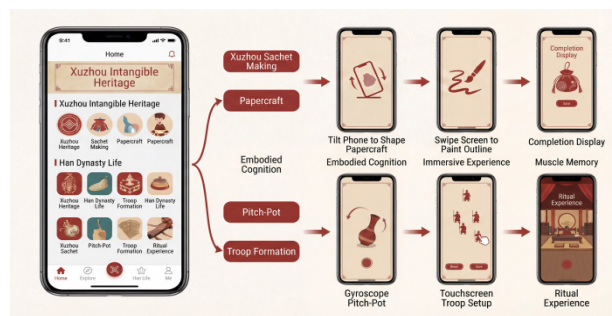 9:41
Home
Xuzhou Intangible
Heritage
Xuzhou Intangible Heritage
Xuzhou
Heritage
Sachet
Making
Papercraft
Papercraft
Han Dynasty Life
Xuzhou
Heritage
Han Dynasty
Life
Troop
Formation
Han Dynasty
Life
Xuzhou
Sachet
Pitch-Pot
Troop
Formation
Ritual
Experience
Home
Explore
Han Life
Me
Xuzhou Sachet
Making
Papercraft
Embodied
Cognition
Pitch-Pot
Troop Formation
Tilt Phone to Shape
Papercraft
Embodied Cognition
Swipe Screen to
Paint Outline
Immersive Experience
Completion
Display
Completion Display
Muscle Memory
Gyroscope
Pitch-Pot
Touchscreen
Troop Setup
Ritual
Experience
Ritual
Experience